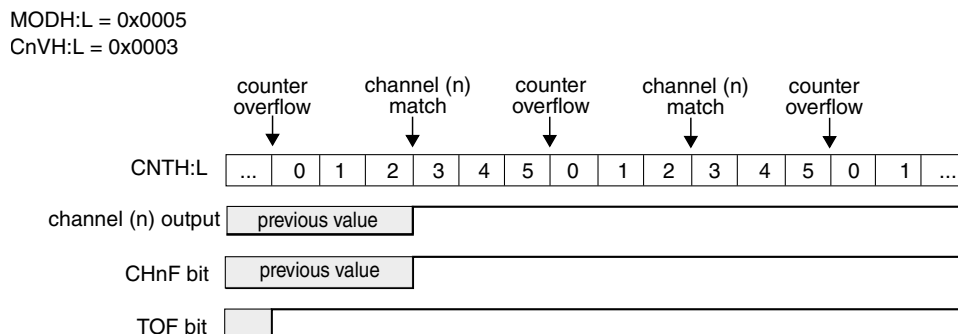 MODH:L = 0x0005
CnVH:L = 0x0003
counter overflow channel (n) match counter overflow channel (n) match counter overflow
CNTH:L ... 0 1 2 3 4 5 0 1 2 3 4 5 0 1 ...
channel (n) output previous value
CHnF bit previous value
TOF bit